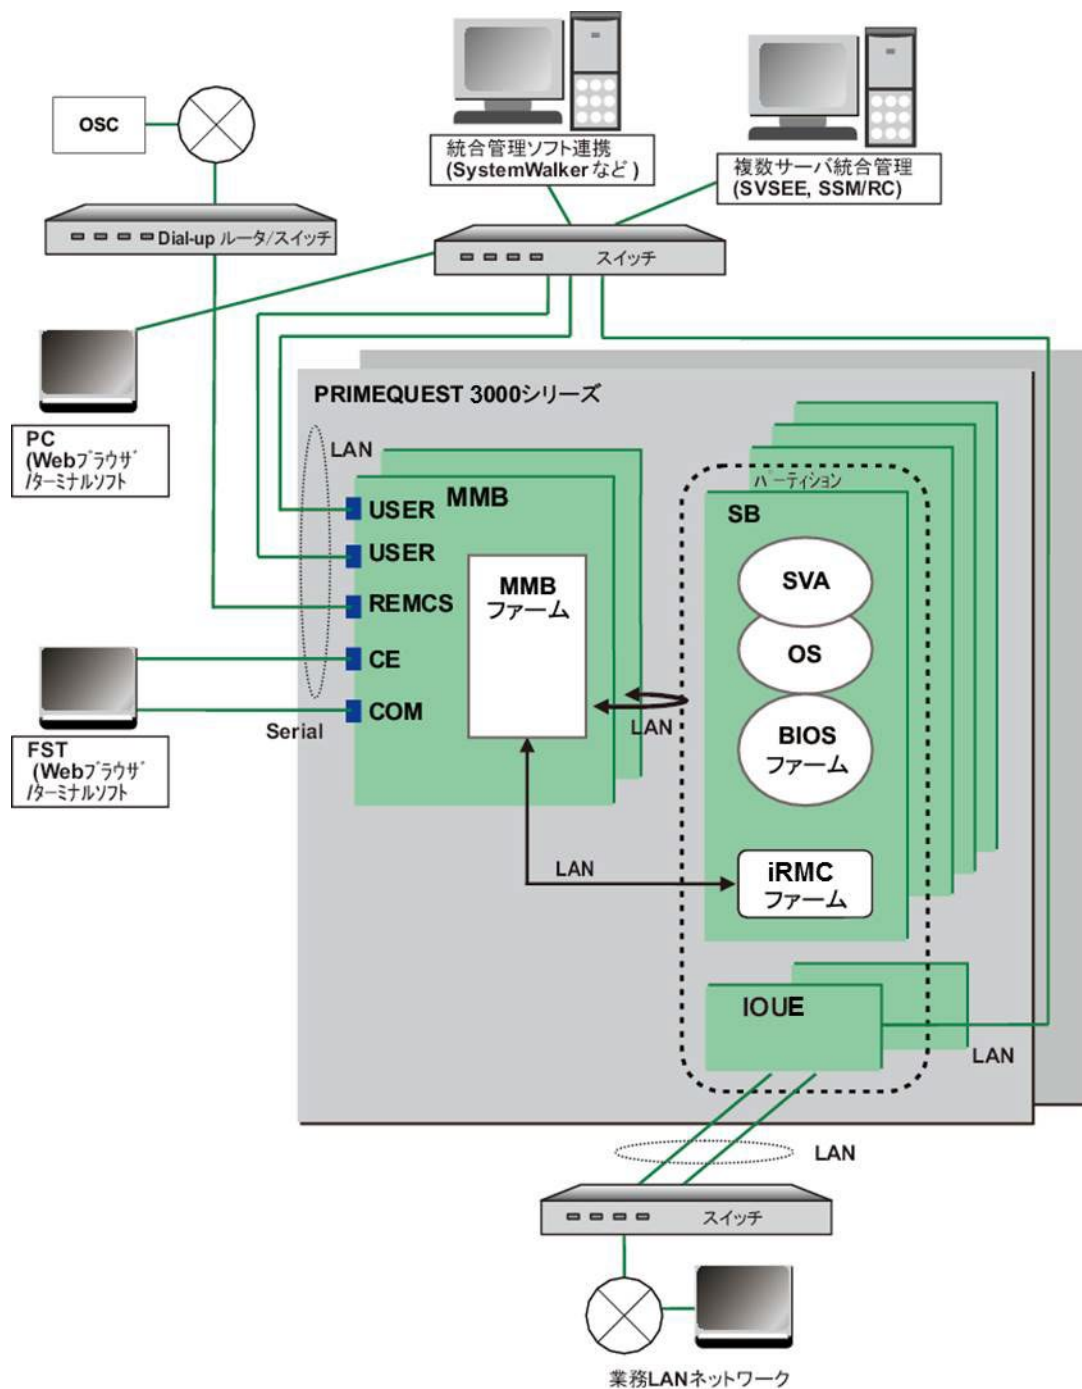 OSC
統合管理ソフト連携
(SystemWalker など )
複数サーバ統合管理
(SVSEE, SSM/RC)
Dial-up ルータ/スイッチ
スイッチ
PRIMEQUEST 3000シリーズ
PC
(Webﾌﾞﾗｳｻﾞ
/ﾀｰﾐﾅﾙｿﾌﾄ
LAN
MMB
USER
USER
REMCS
CE
COM
MMB
ファーム
Serial
FST
(Webﾌﾞﾗｳｻﾞ
/ﾀｰﾐﾅﾙｿﾌﾄ
LAN
LAN
ﾊﾟｰﾃｨｼｮﾝ
SB
SVA
OS
BIOS
ファーム
iRMC
ファーム
IOUE
LAN
LAN
スイッチ
業務LANネットワーク